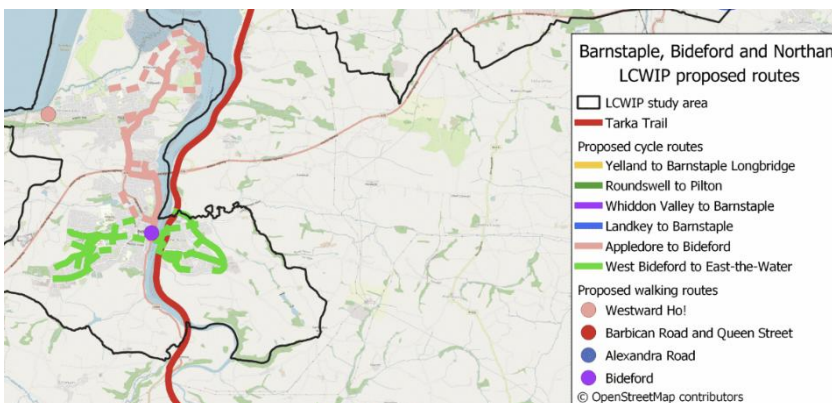 Barnstaple, Bideford and Northam
LCWIP proposed routes
LCWIP study area
Tarka Trail
Proposed cycle routes
Yelland to Barnstaple Longbridge
Roundswell to Pilton
Whiddon Valley to Barnstaple
Landkey to Barnstaple
Appledore to Bideford
West Bideford to East-the-Water
Proposed walking routes
Westward Ho!
Barbican Road and Queen Street
Alexandra Road
Bideford
© OpenStreetMap contributors